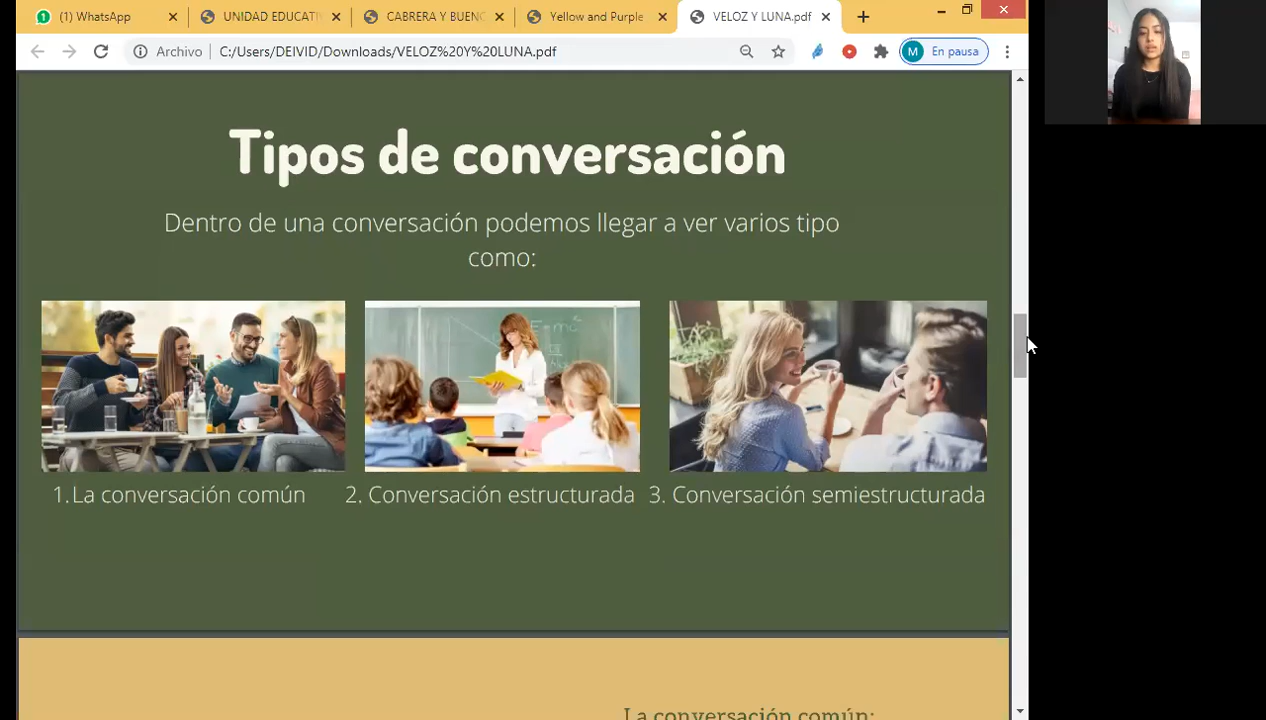 (1) WhatsApp
UNIDAD EDUCATI
CABRERA Y BUENO
Yellow and Purple
VELOZ Y LUNA.pdf
Archivo
C:/Users/DEIVID/Downloads/VELOZ%20Y%20LUNA.pdf
M
En pausa
Tipos de conversación
Dentro de una conversación podemos llegar a ver varios tipo
como:
E=mc²
1.La conversación común
2. Conversación estructurada
3. Conversación semiestructurada
La conversación común: